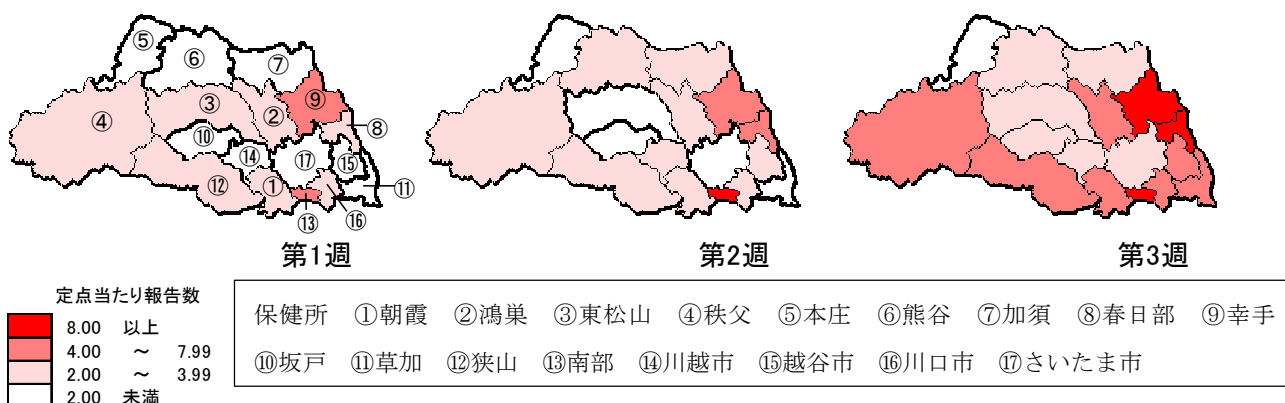 ⑤
⑥
⑦
③
②
⑨
④
⑧
⑩
⑭
⑰
⑮
⑫
①
⑪
⑬
⑯
第1週
第2週
第3週
定点当たり報告数
8.00 以上
4.00 ~ 7.99
2.00 ~ 3.99
2.00 未満
保健所 ①朝霞 ②鴻巣 ③東松山 ④秩父 ⑤本庄 ⑥熊谷 ⑦加須 ⑧春日部 ⑨幸手
⑩坂戸 ⑪草加 ⑫狭山 ⑬南部 ⑭川越市 ⑮越谷市 ⑯川口市 ⑰さいたま市